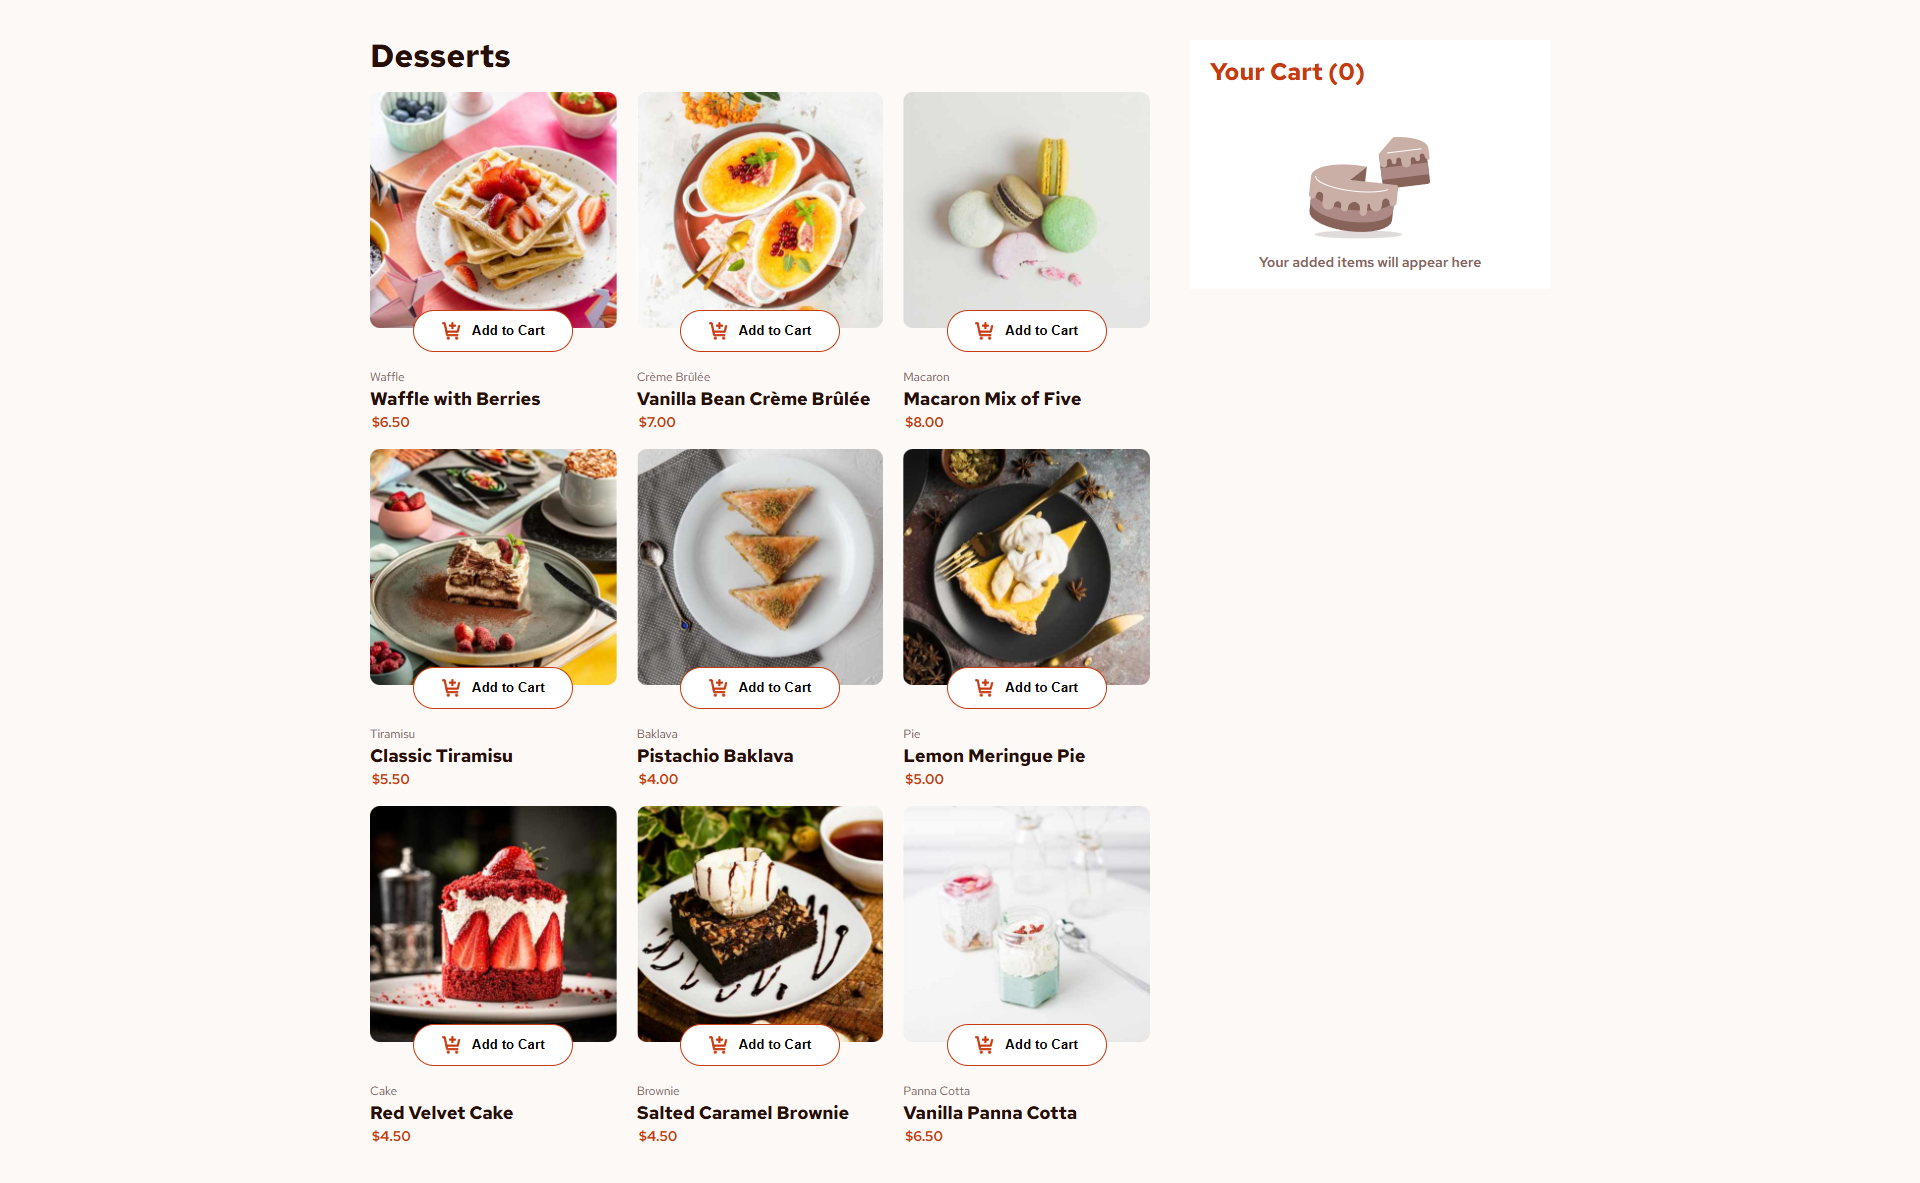 Desserts
Add to Cart
Waffle
Waffle with Berries
$6.50
Add to Cart
Crème Brûlée
Vanilla Bean Crème Brûlée
$7.00
Add to Cart
Macaron
Macaron Mix of Five
$8.00
Add to Cart
Tiramisu
Classic Tiramisu
$5.50
Add to Cart
Baklava
Pistachio Baklava
$4.00
Add to Cart
Pie
Lemon Meringue Pie
$5.00
Add to Cart
Cake
Red Velvet Cake
$4.50
Add to Cart
Brownie
Salted Caramel Brownie
$4.50
Add to Cart
Panna Cotta
Vanilla Panna Cotta
$6.50
Your Cart (0)
Your added items will appear here